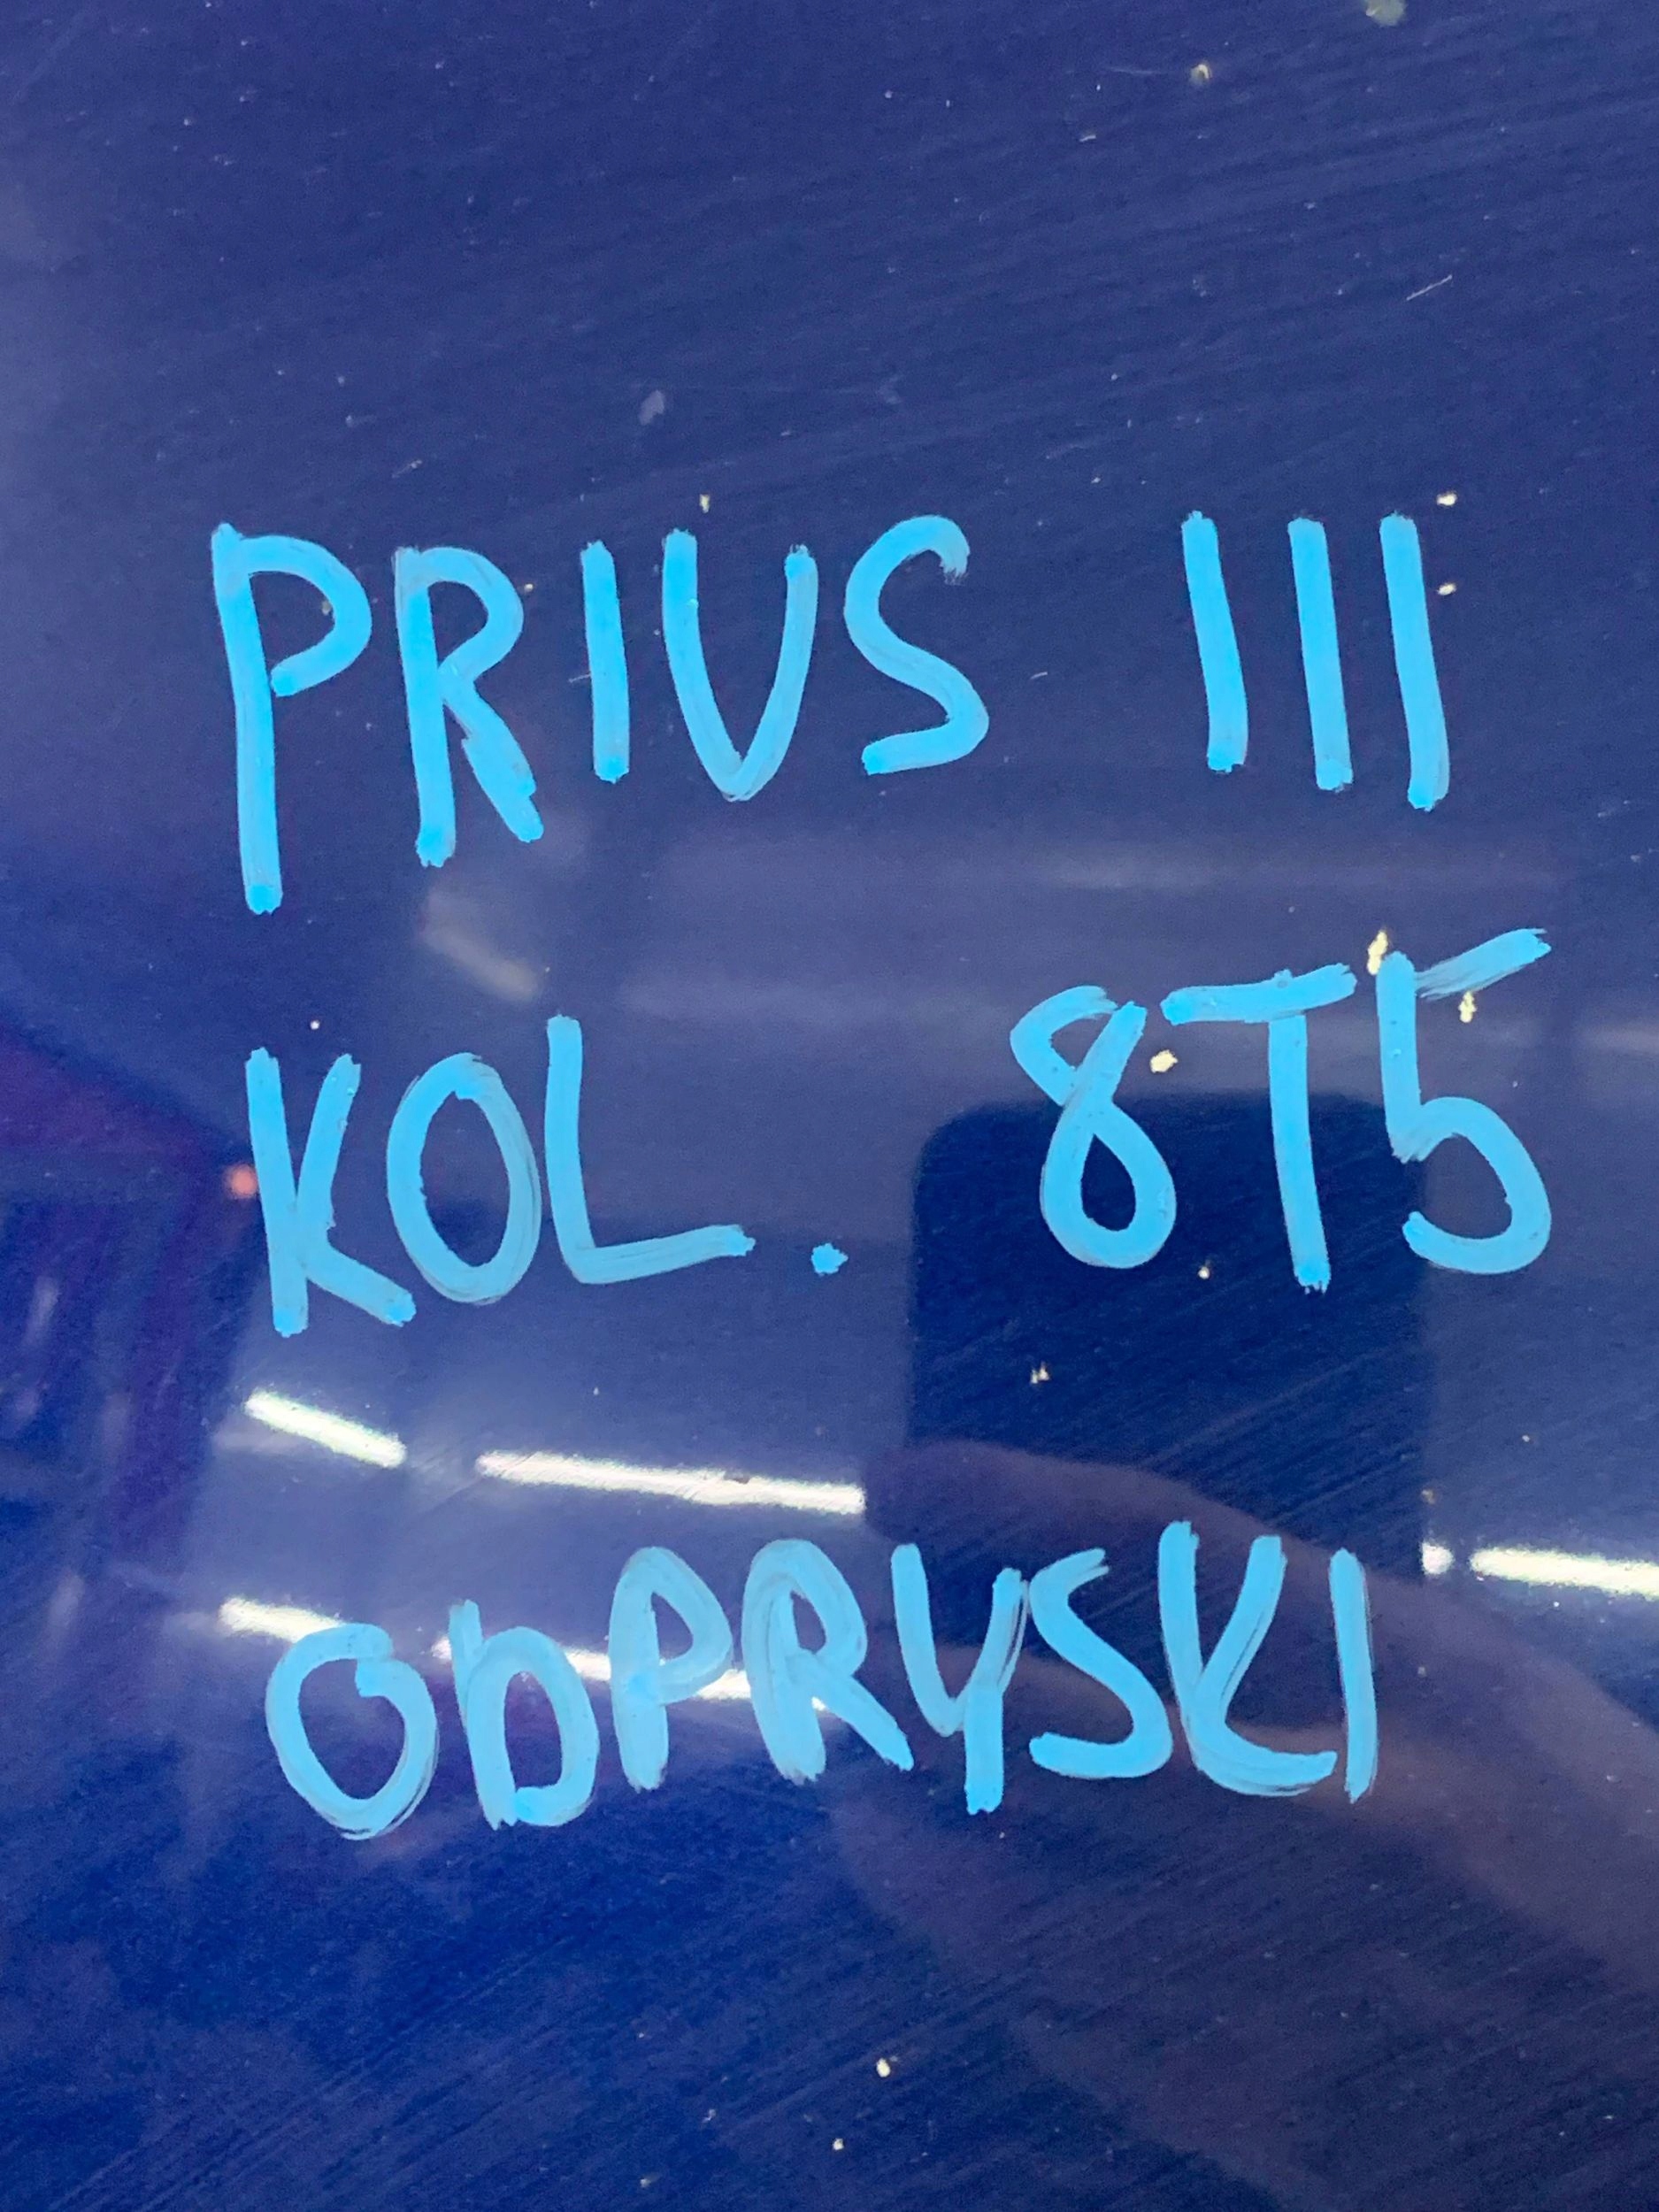 PRIUS III
KOL. 8T5
ODPRYSKI